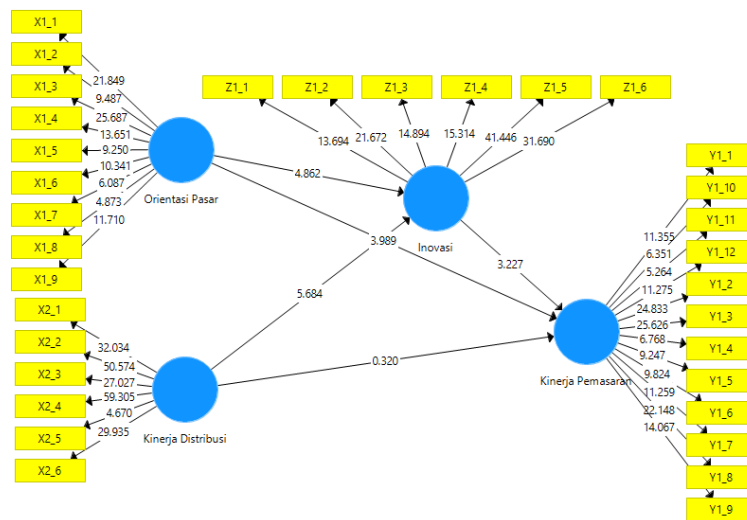 X1_1
X1_2
X1_3
X1_4
X1_5
X1_6
X1_7
X1_8
X1_9
21.849
9.487
25.687
13.651
9.250
10.341
6.087
4.873
11.710
Orientasi Pasar
Z1_1
Z1_2
Z1_3
Z1_4
Z1_5
Z1_6
13.694
21.672
14.894
15.314
41.446
31.690
Inovasi
4.862
3.989
5.684
3.227
0.320
X2_1
X2_2
X2_3
X2_4
X2_5
X2_6
32.034
50.574
27.027
59.305
4.670
29.935
Kinerja Distribusi
Kinerja Pemasaran
11.355
6.351
5.264
11.275
24.833
25.626
6.768
9.247
9.824
11.259
22.148
14.067
Y1_1
Y1_10
Y1_11
Y1_12
Y1_2
Y1_3
Y1_4
Y1_5
Y1_6
Y1_7
Y1_8
Y1_9